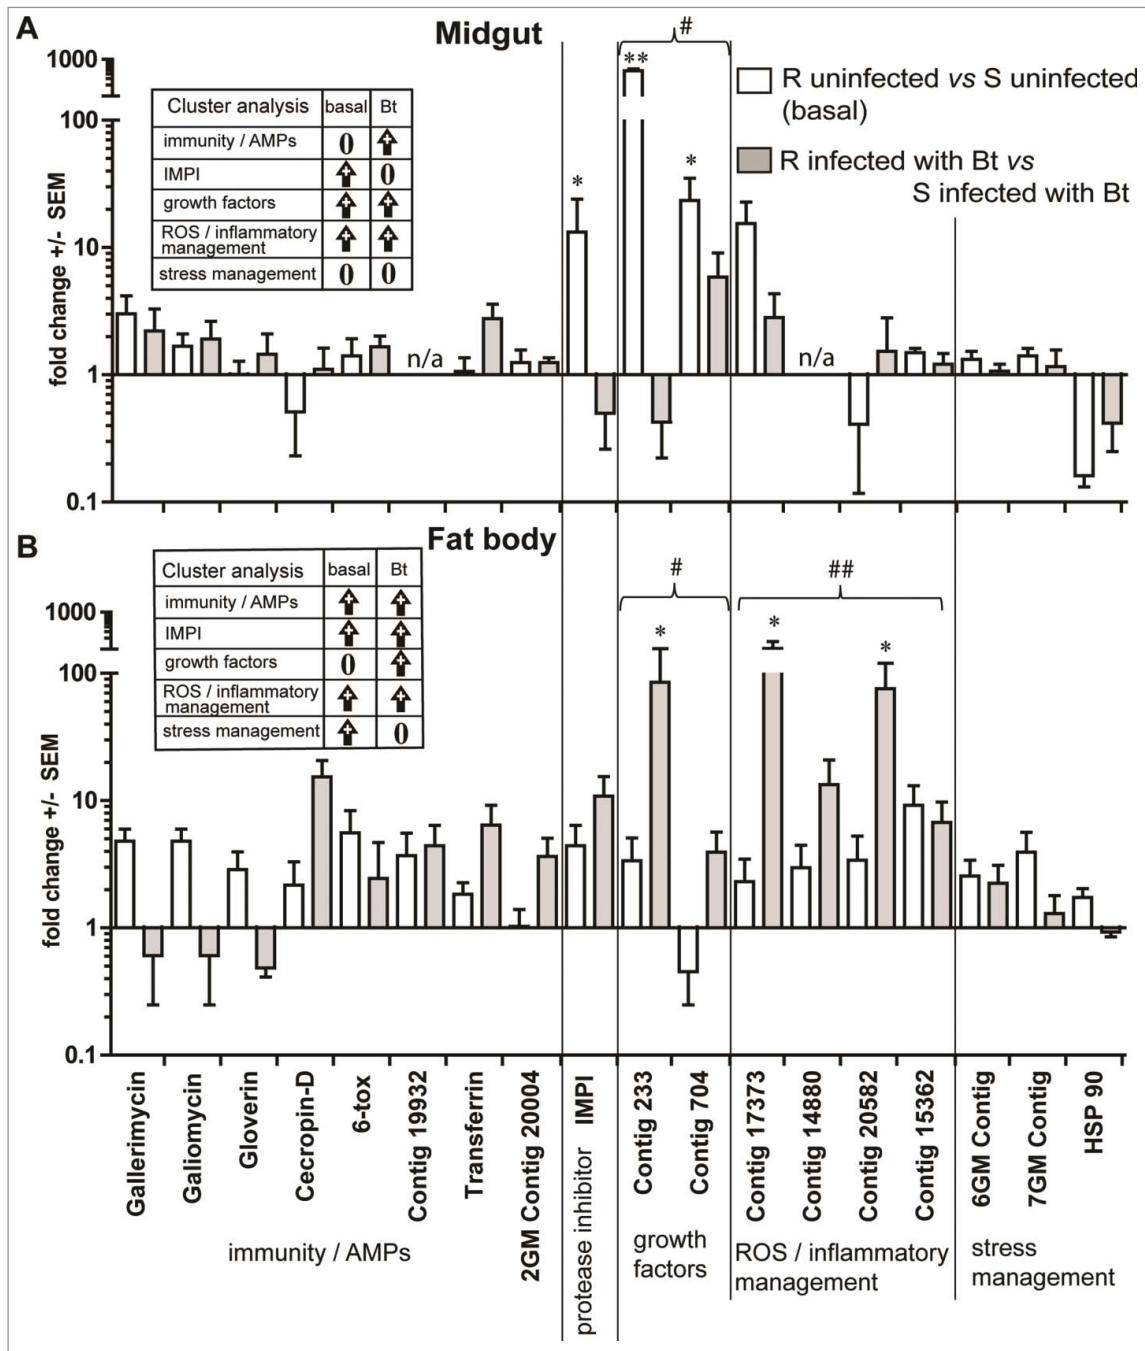 A
Midgut
#
1000
100
10
1
0.1
fold change +/- SEM
Cluster analysis basal Bt
immunity / AMPs 0
IMPI 0
growth factors
ROS / inflammatory
management
stress management 0 0
**
*
*
n/a
n/a
R uninfected vs S uninfected
(basal)
R infected with Bt vs
S infected with Bt
B
Fat body
#
##
1000
100
10
1
0.1
fold change +/- SEM
Cluster analysis basal Bt
immunity / AMPs
IMPI
growth factors 0
ROS / inflammatory
management
stress management 0
*
*
*
Gallerimycin
Galiomycin
Gloverin
Cecropin-D
6-tox
Contig 19932
Transferrin
2GM Contig 20004
IMPI
Contig 233
Contig 704
Contig 17373
Contig 14880
Contig 20582
Contig 15362
6GM Contig
7GM Contig
HSP 90
immunity / AMPs
protease inhibitor
growth
factors
ROS / inflammatory
management
stress
management